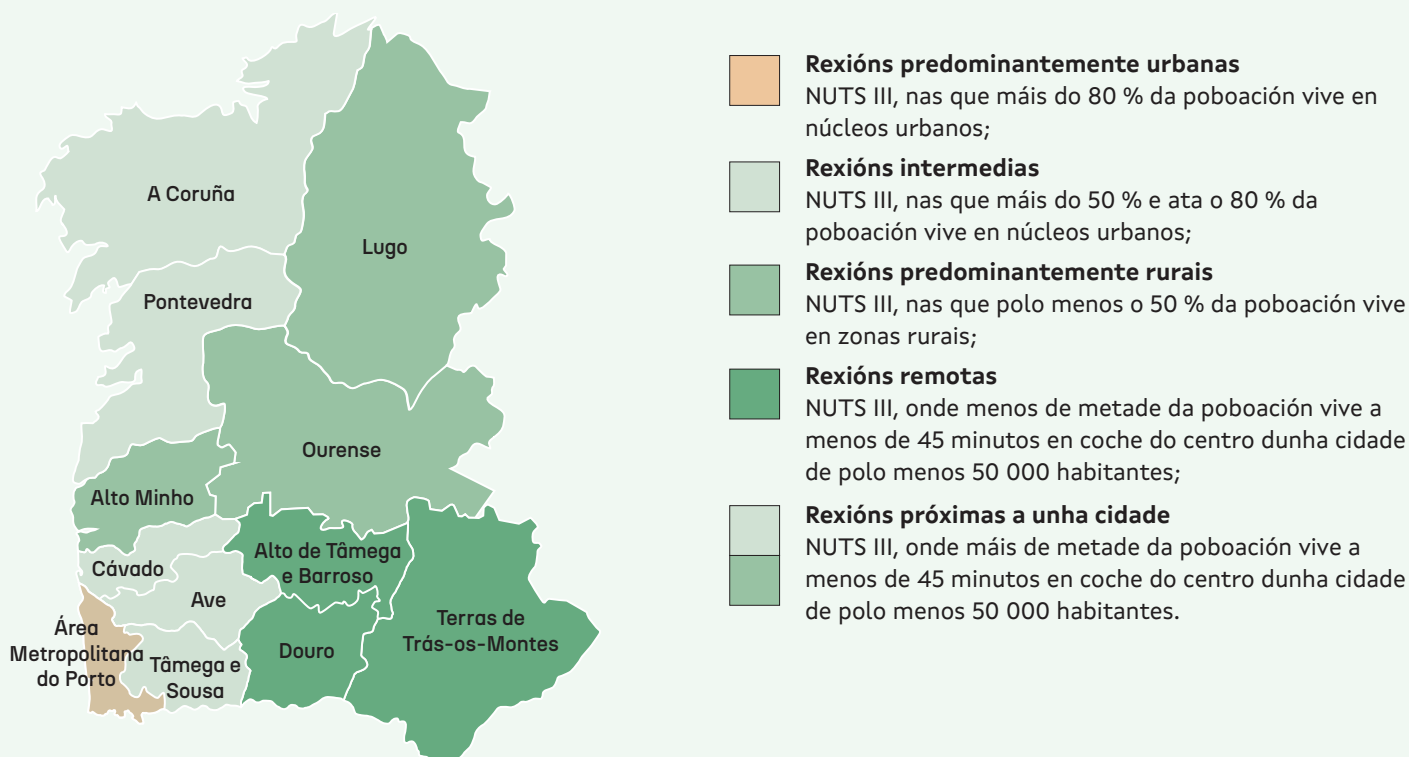 A Coruña
Lugo
Pontevedra
Ourense
Alto Minho
Alto de Tâmega
e Barroso
Cávado
Ave
Terras de
Trás-os-Montes
Área
Metropolitana
do Porto
Tâmega e
Sousa
Douro
Rexións predominantemente urbanas
NUTS III, nas que máis do 80 % da poboación vive en
núcleos urbanos;
Rexións intermedias
NUTS III, nas que máis do 50 % e ata o 80 % da
poboación vive en núcleos urbanos;
Rexións predominantemente rurais
NUTS III, nas que polo menos o 50 % da poboación vive
en zonas rurais;
Rexións remotas
NUTS III, onde menos de metade da poboación vive a
menos de 45 minutos en coche do centro dunha cidade
de polo menos 50 000 habitantes;
Rexións próximas a unha cidade
NUTS III, onde máis de metade da poboación vive a
menos de 45 minutos en coche do centro dunha cidade
de polo menos 50 000 habitantes.